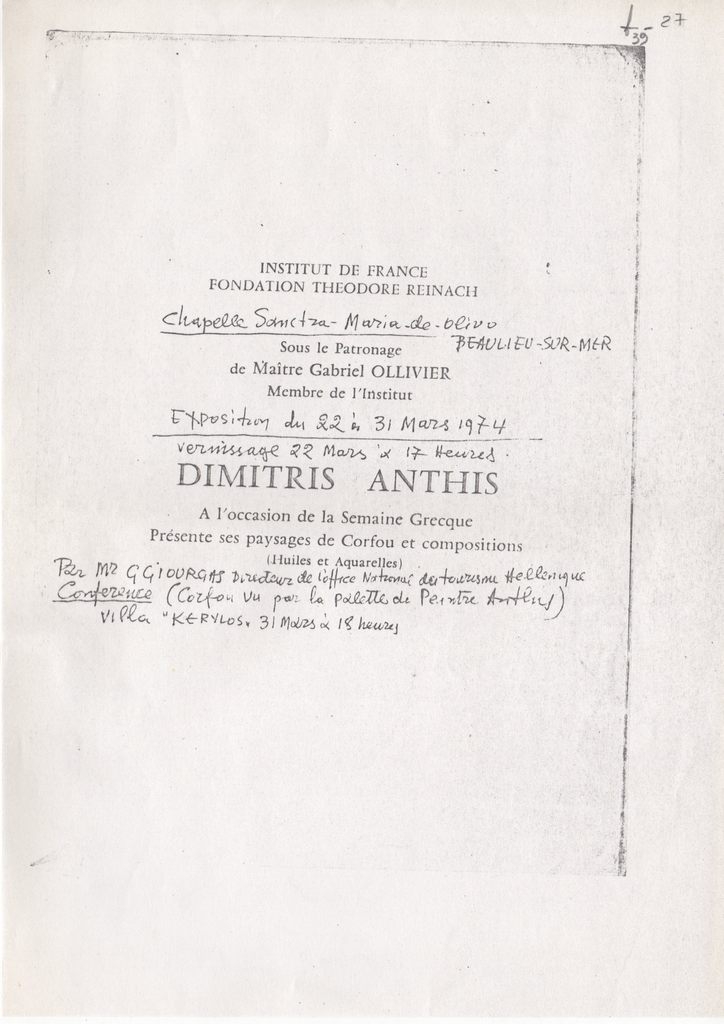 27
39
INSTITUT DE FRANCE
FONDATION THEODORE REINACH
Chapelle Sanctza-Maria-de-olivo
BEAULIEU-SUR-MER
Sous le Patronage
de Maître Gabriel OLLIVIER
Membre de l'Institut
EXposition du 22 à 31 Mars 1974
vernissage 22 Mars à 17 Heures.
DIMITRIS ANTHIS
A l'occasion de la Semaine Grecque
Présente ses paysages de Corfou et compositions
(Huiles et Aquarelles)
Par Mr G GIOURGAS Directeur de l'office National du tourisme Hellenique
Conference (Corfou vu par la palette de Peintre Anthis)
Villa "KERYLOS" 31 Mars à 18 heures